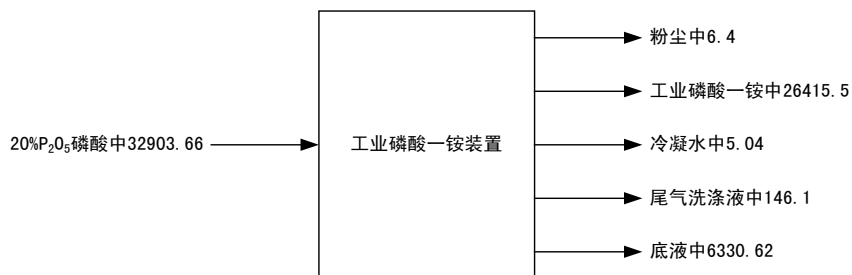 粉尘中6.4
工业磷酸一铵中26415.5
20%P₂O₅磷酸中32903.66
工业磷酸一铵装置
冷凝水中5.04
尾气洗涤液中146.1
底液中6330.62